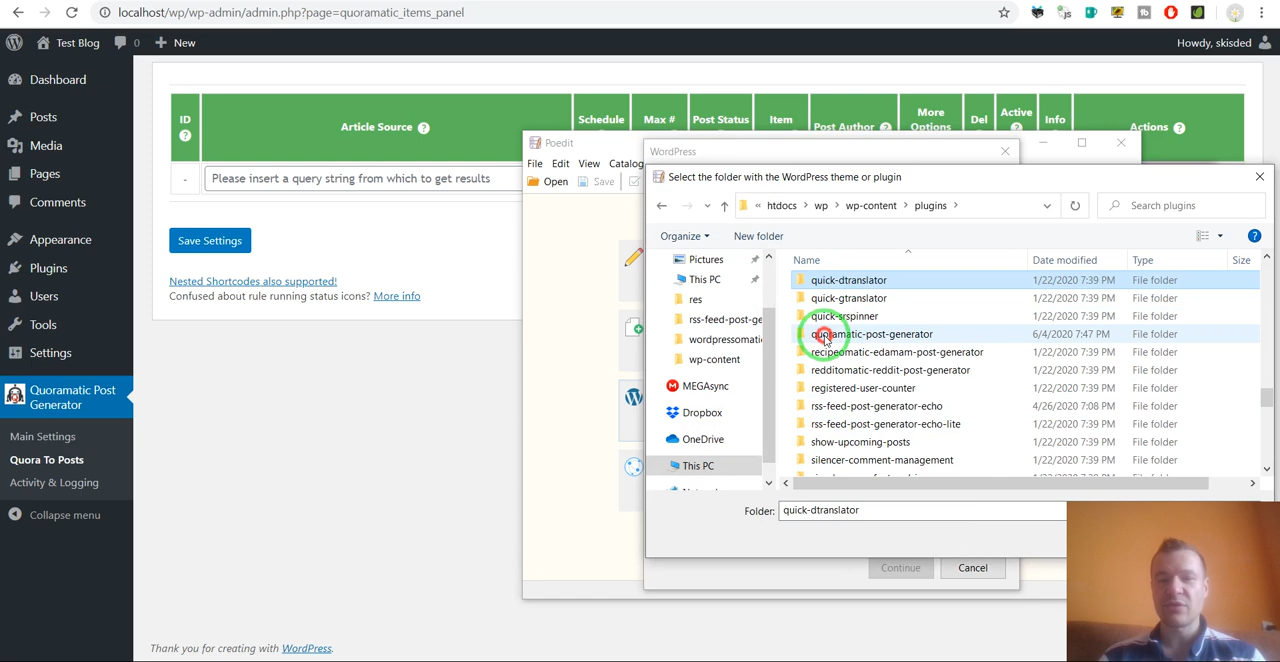 localhost/wp/wp-admin/admin.php?page=quoramatic_items_panel
Test Blog
0
New
Howdy, skisded
Dashboard
Posts
Media
Pages
Comments
Appearance
Plugins
Users
Tools
Settings
Quoramatic Post
Generator
Main Settings
Quora To Posts
Activity & Logging
Collapse menu
ID
Article Source
Schedule
Max #
Post Status
Item
Post Author
More
Options
Del
Active
Info
Actions
-
Please insert a query string from which to get results
Save Settings
Nested Shortcodes also supported!
Confused about rule running status icons? More info
Thank you for creating with WordPress.
Poedit
File Edit View Catalog
Open Save
WordPress
Select the folder with the WordPress theme or plugin
« htdocs › wp › wp-content › plugins ›
Search plugins
Organize
New folder
Pictures
This PC
res
rss-feed-post-ge
wordpressomati
wp-content
MEGAsync
Dropbox
OneDrive
This PC
Name Date modified Type Size
quick-dtranslator 1/22/2020 7:39 PM File folder
quick-gtranslator 1/22/2020 7:39 PM File folder
quick-srspinner 1/22/2020 7:39 PM File folder
quoramatic-post-generator 6/4/2020 7:47 PM File folder
recipeomatic-edamam-post-generator 1/22/2020 7:39 PM File folder
redditomatic-reddit-post-generator 1/22/2020 7:39 PM File folder
registered-user-counter 1/22/2020 7:39 PM File folder
rss-feed-post-generator-echo 4/26/2020 7:08 PM File folder
rss-feed-post-generator-echo-lite 1/22/2020 7:39 PM File folder
show-upcoming-posts 1/22/2020 7:39 PM File folder
silencer-comment-management 1/22/2020 7:39 PM File folder
Folder: quick-dtranslator
Continue
Cancel